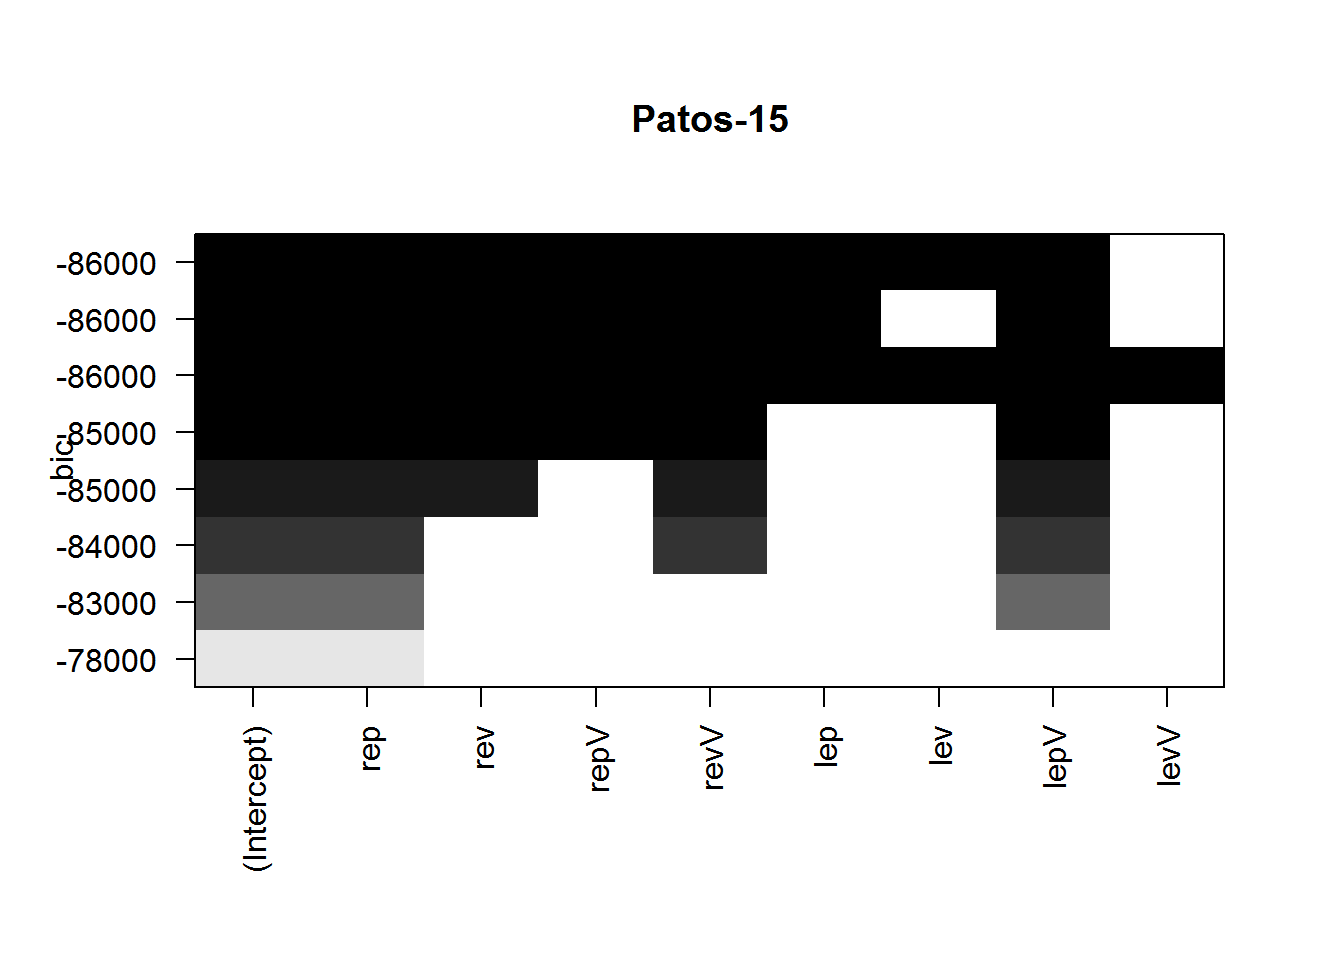 Patos-15
-86000
-86000
-86000
-85000
bic
-85000
-84000
-83000
-78000
(Intercept)
rep
rev
repV
revV
lep
lev
lepV
levV